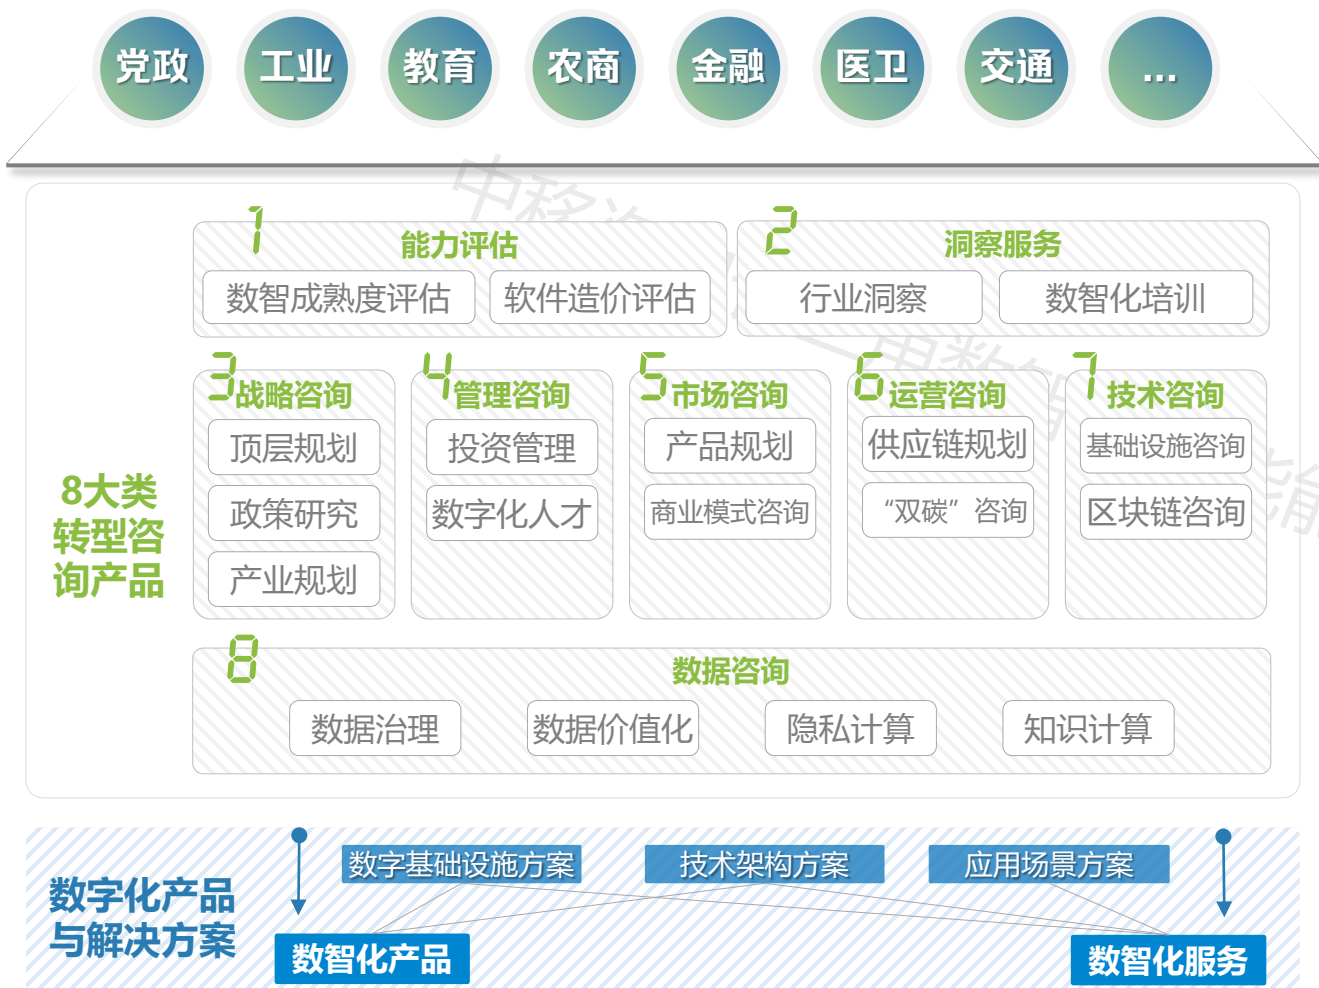 党政 工业 教育 农商 金融 医卫 交通 ...
1 能力评估
数智成熟度评估 软件造价评估
2 洞察服务
行业洞察 数智化培训
8大类
转型咨
询产品
3 战略咨询
顶层规划
政策研究
产业规划
4 管理咨询
投资管理
数字化人才
5 市场咨询
产品规划
商业模式咨询
6 运营咨询
供应链规划
“双碳”咨询
7 技术咨询
基础设施咨询
区块链咨询
8 数据咨询
数据治理 数据价值化 隐私计算 知识计算
数字化产品
与解决方案
数字基础设施方案 技术架构方案 应用场景方案
数智化产品 数智化服务